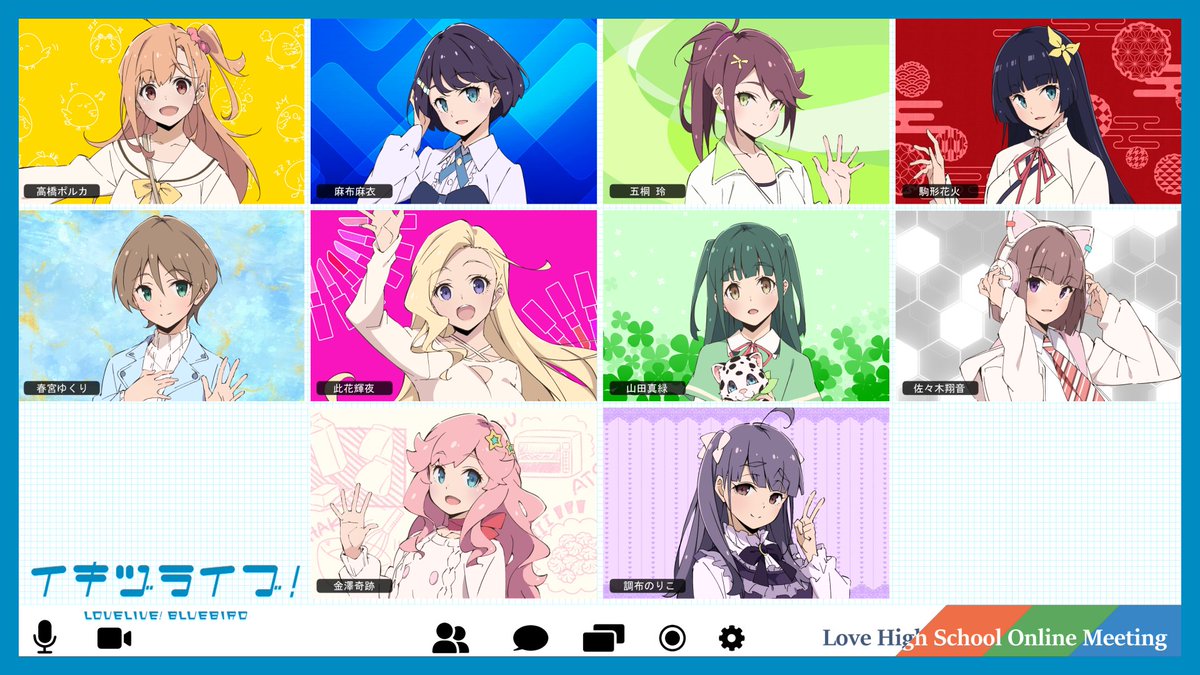 高橋ポルカ
麻布麻衣
五桐 玲
駒形花火
春宮ゆくり
此花輝夜
山田真緑
佐々木翔音
金澤奇跡
調布のりこ
イキヅライブ!
LOVELIVE! BLUEBIRD
Love High School Online Meeting